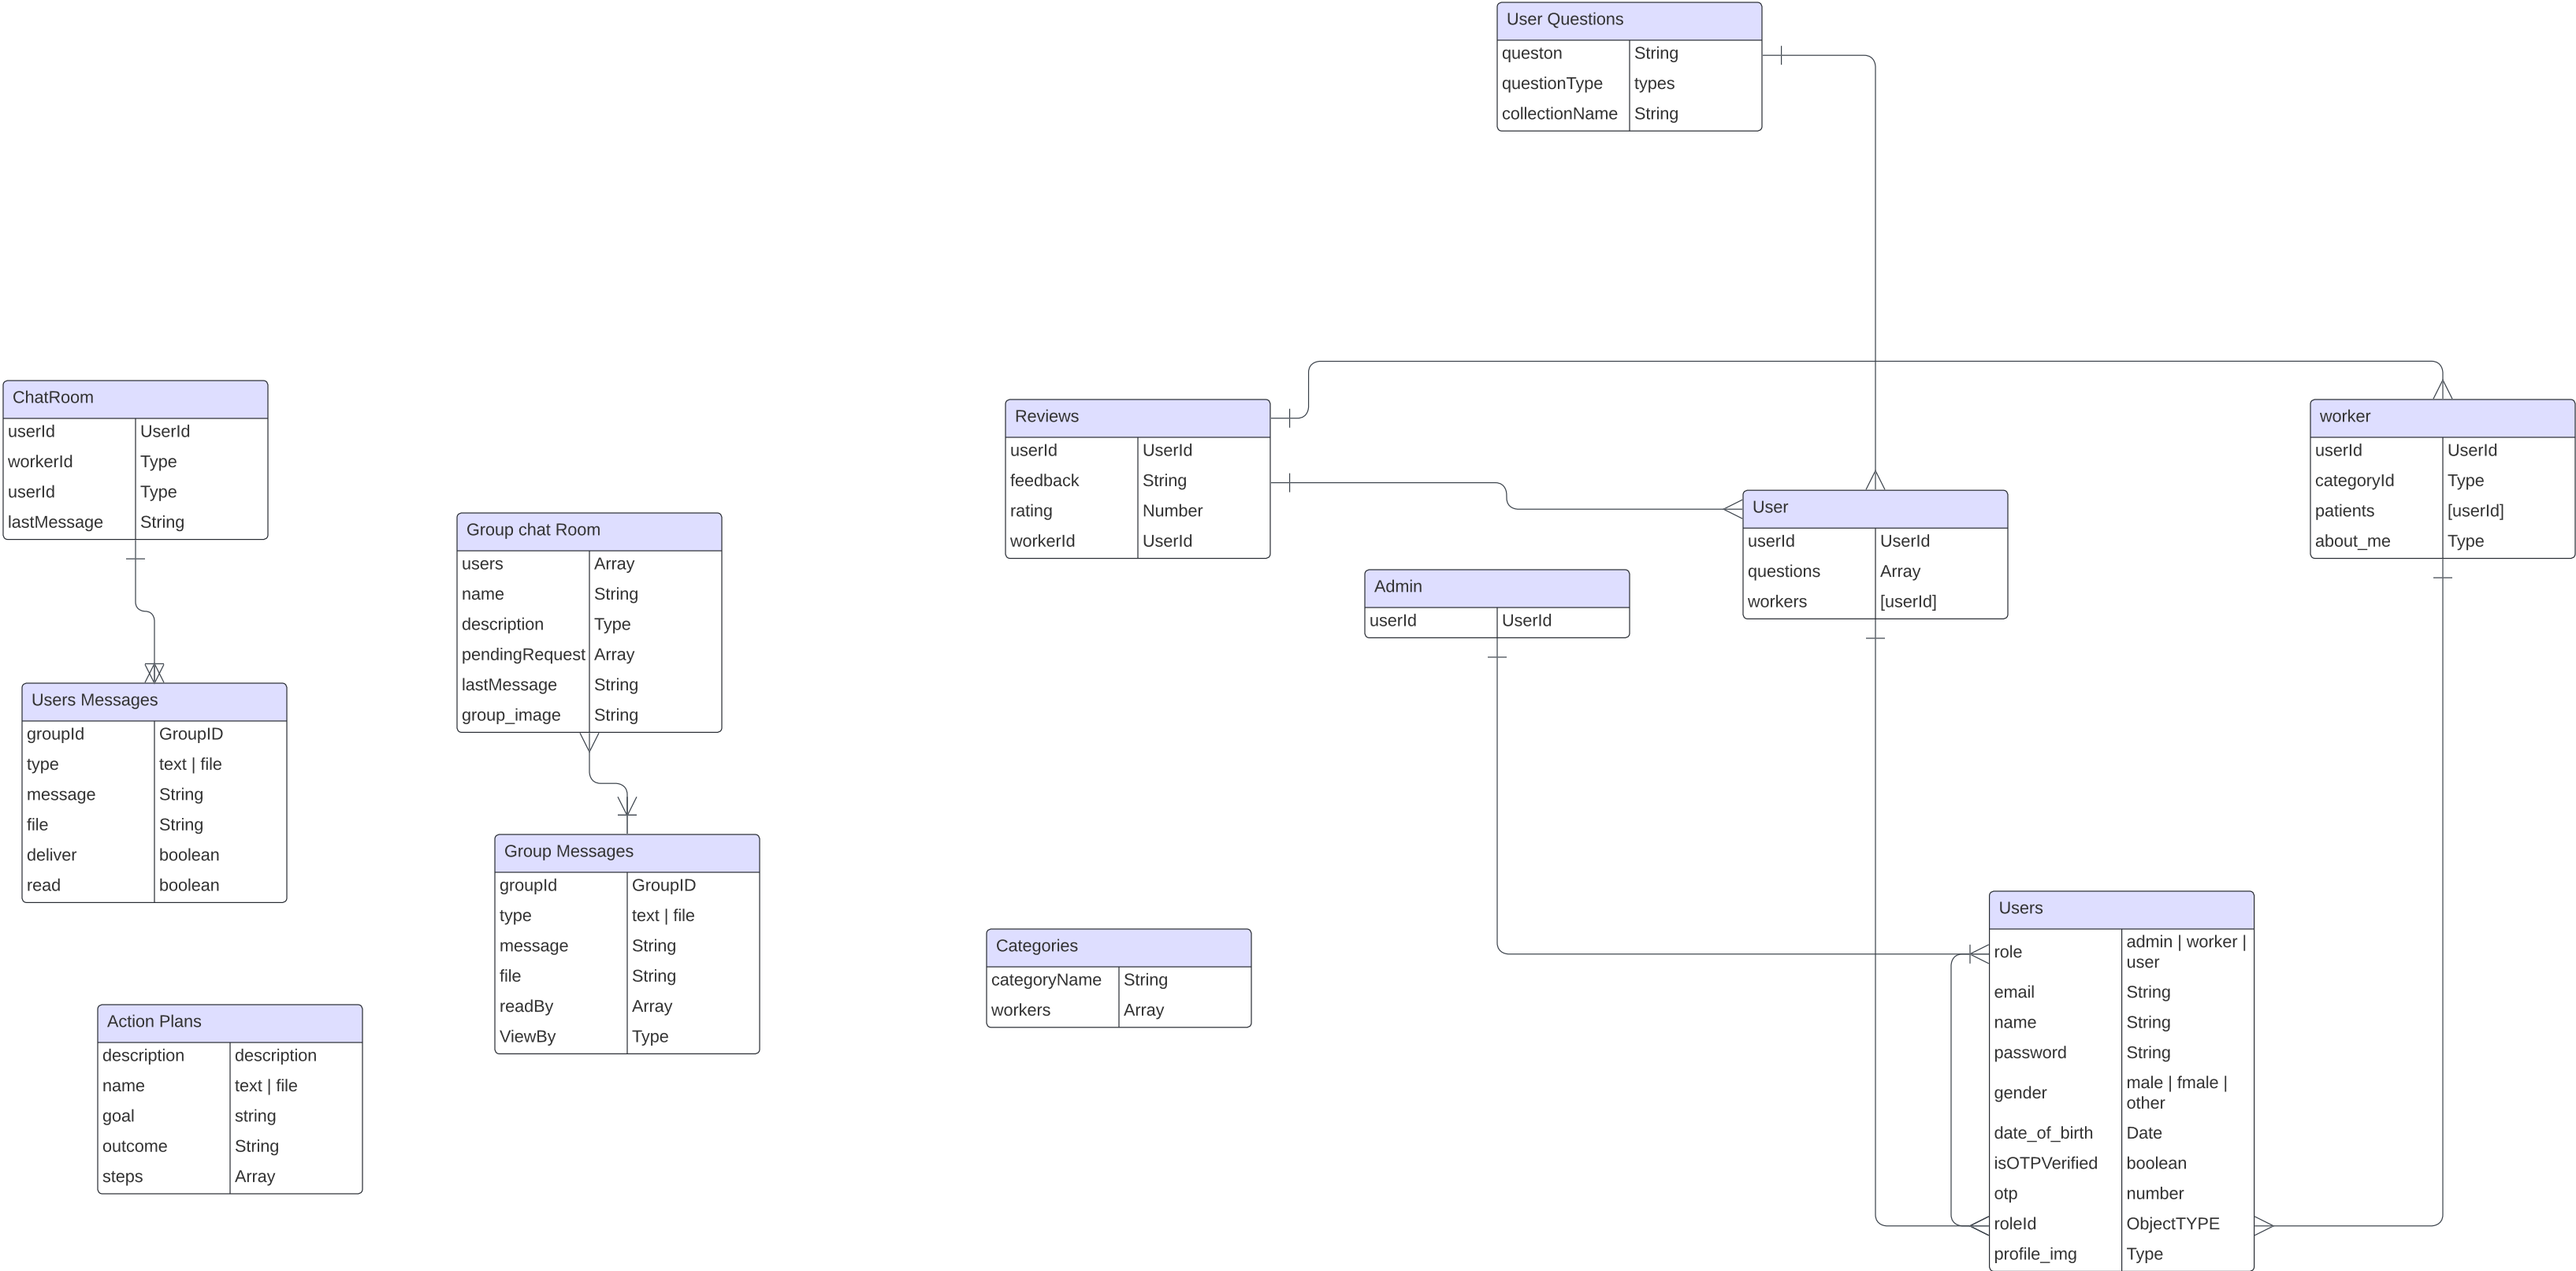 User Questions
queston String
questionType types
collectionName String
ChatRoom
userId UserId
workerId Type
userId Type
lastMessage String
Reviews
userId UserId
feedback String
rating Number
workerId UserId
worker
userId UserId
categoryId Type
patients [userId]
about_me Type
User
userId UserId
questions Array
workers [userId]
Group chat Room
users Array
name String
description Type
pendingRequest Array
lastMessage String
group_image String
Admin
userId UserId
Users Messages
groupId GroupID
type text | file
message String
file String
deliver boolean
read boolean
Group Messages
groupId GroupID
type text | file
message String
file String
readBy Array
ViewBy Type
Categories
categoryName String
workers Array
Users
role admin | worker |
user
email String
name String
password String
gender male | fmale |
other
date_of_birth Date
isOTPVerified boolean
otp number
roleId ObjectTYPE
profile_img Type
Action Plans
description description
name text | file
goal string
outcome String
steps Array